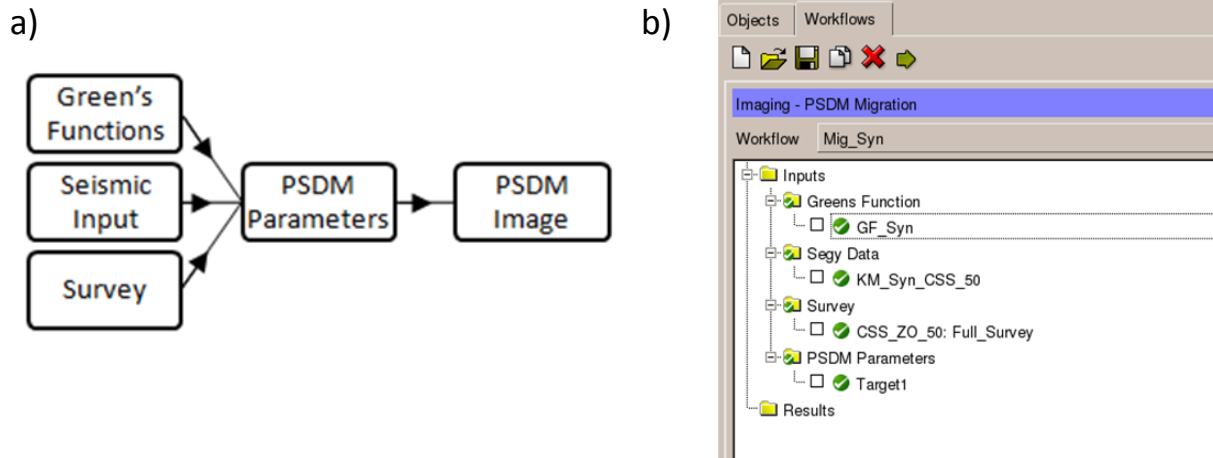 a)
Green's
Functions
Seismic
Input
Survey
PSDM
Parameters
PSDM
Image
b)
Objects
Workflows
Imaging - PSDM Migration
Workflow Mig_Syn
Inputs
Greens Function
GF_Syn
Segy Data
KM_Syn_CSS_50
Survey
CSS_ZO_50: Full_Survey
PSDM Parameters
Target1
Results